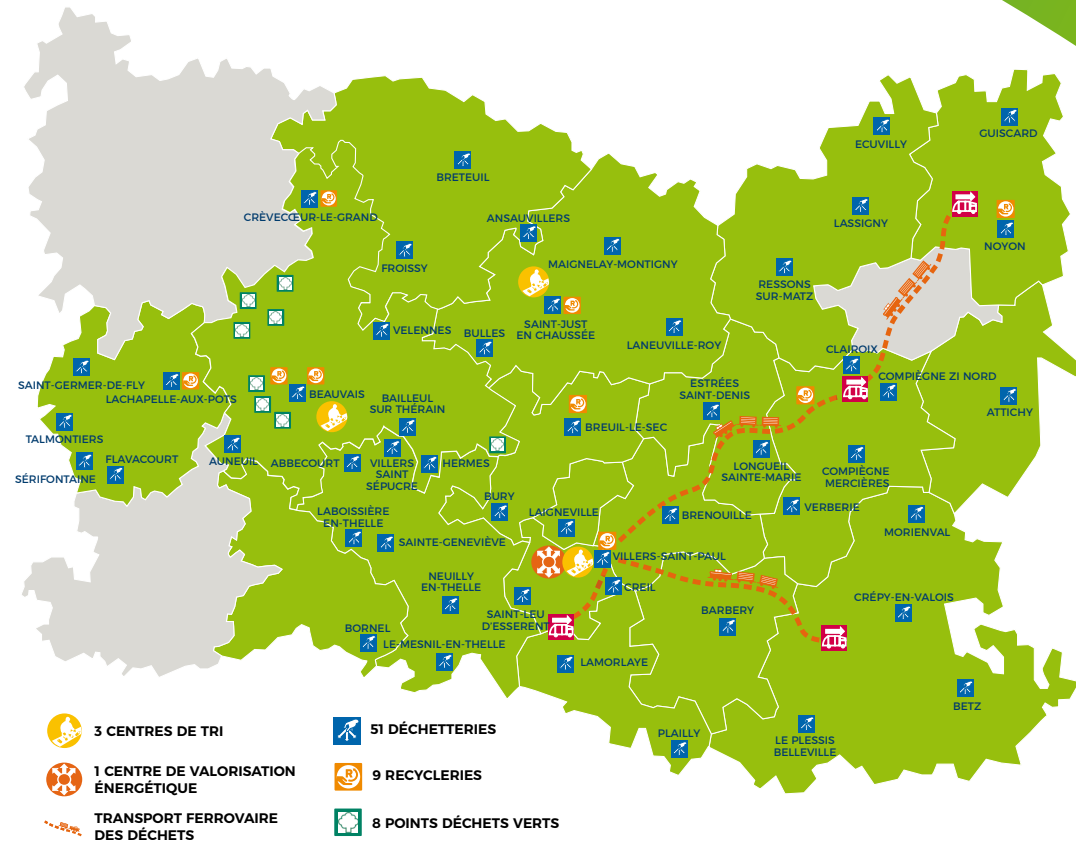 GUISCARD
ECUVILLY
BRETEUIL
CRÈVECŒUR-LE-GRAND
ANSAUVILLERS
LASSIGNY
NOYON
MAIGNELAY-MONTIGNY
FROISSY
RESSONS
SUR-MATZ
SAINT-JUST
EN CHAUSSÉE
VELENNES
BULLES
LANEUVILLE-ROY
CLAIROIX
COMPIÈGNE ZI NORD
SAINT-GERMER-DE-FLY
LACHAPELLE-AUX-POTS
BEAUVAIS
BAILLEUL
SUR THÉRAIN
ESTRÉES
SAINT-DENIS
ATTICHY
BREUIL-LE-SEC
TALMONTIERS
FLAVACOURT
SÉRIFONTAINE
AUNEUIL
ABBECOURT
VILLERS
SAINT
SÉPUCRE
HERMES
LONGUEIL
SAINTE-MARIE
COMPIÈGNE
MERCIÈRES
BURY
LAIGNEVILLE
BRENOUILLE
VERBERIE
MORIENVAL
LABOISSIÈRE
EN-THELLE
SAINTE-GENEVIÈVE
VILLERS-SAINT-PAUL
NEUILLY
EN-THELLE
CREIL
SAINT-LEU
D'ESSERENT
BARBERY
CRÉPY-EN-VALOIS
BORNEL
LE-MESNIL-EN-THELLE
LAMORLAYE
BETZ
PLAILLY
LE PLESSIS
BELLEVILLE
3 CENTRES DE TRI
1 CENTRE DE VALORISATION
ÉNERGÉTIQUE
TRANSPORT FERROVAIRE
DES DÉCHETS
51 DÉCHETTERIES
9 RECYCLERIES
8 POINTS DÉCHETS VERTS